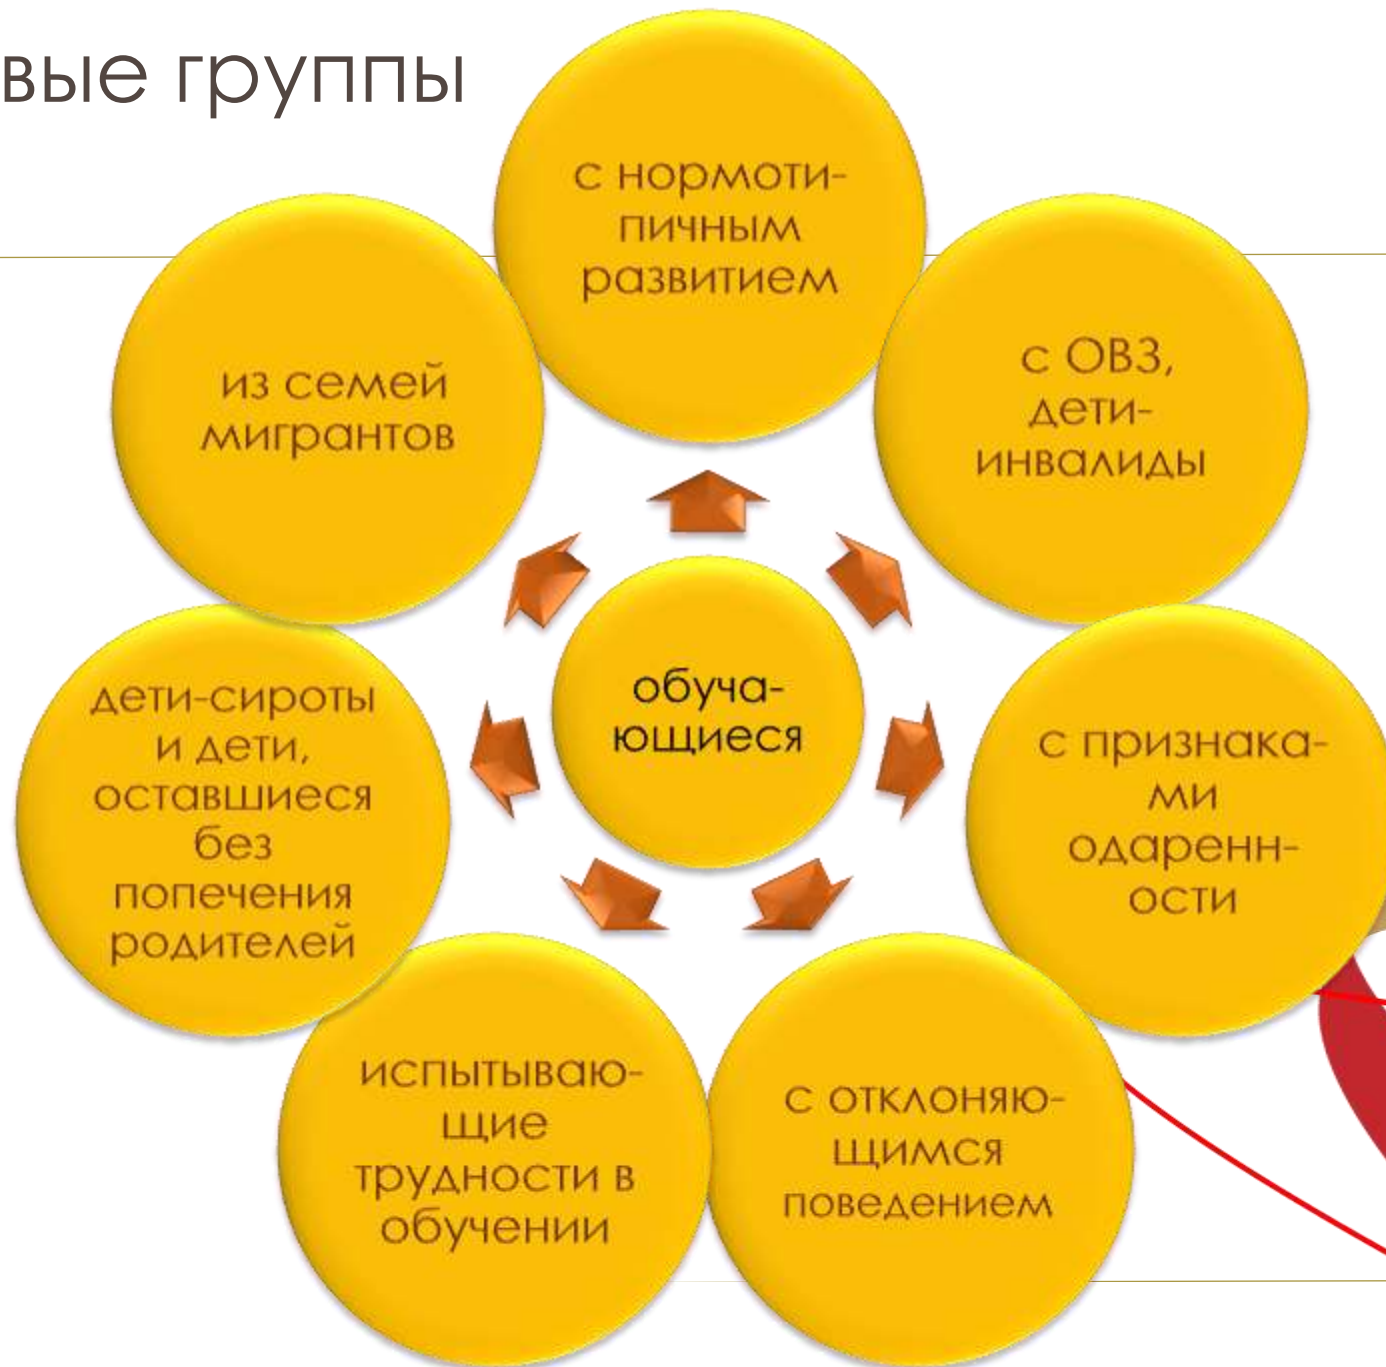 вые группы
с нормоти-
пичным
развитием
с ОВЗ,
дети-
инвалиды
с признака-
ми
одаренн-
ости
с отклоняю-
щимся
поведением
испытываю-
щие
трудности в
обучении
дети-сироты
и дети,
оставшиеся
без
попечения
родителей
из семей
мигрантов
обуча-
ющиеся